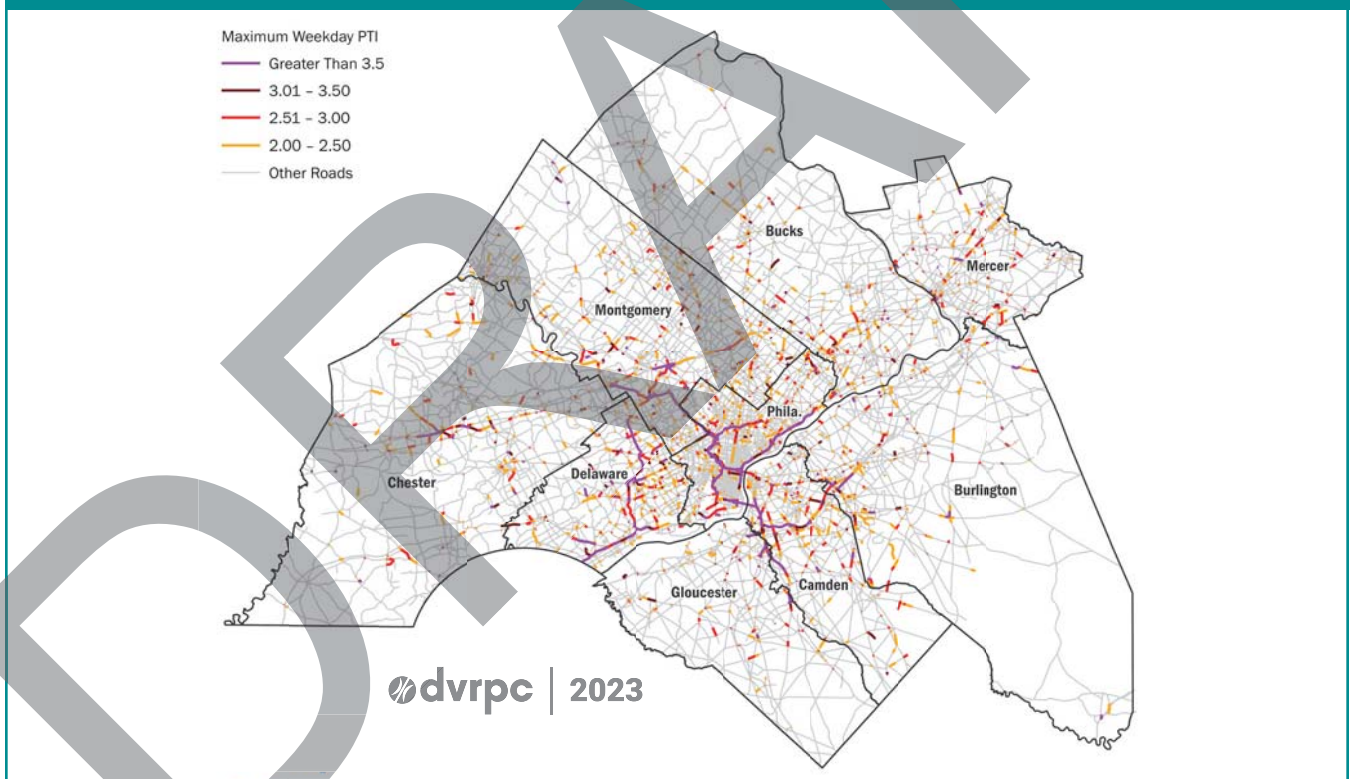 Maximum Weekday PTI
Greater Than 3.5
3.01 – 3.50
2.51 – 3.00
2.00 – 2.50
Other Roads
Bucks
Mercer
Montgomery
Phila.
Delaware
Chester
Burlington
Gloucester
Camden
dvrpc | 2023
DRAFT